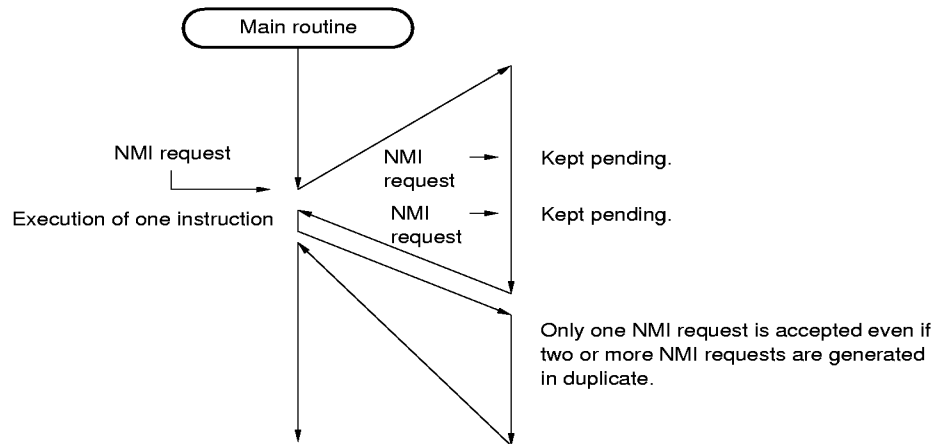 Main routine
NMI request
NMI
request
Kept pending.
Execution of one instruction
NMI
request
Kept pending.
Only one NMI request is accepted even if
two or more NMI requests are generated
in duplicate.